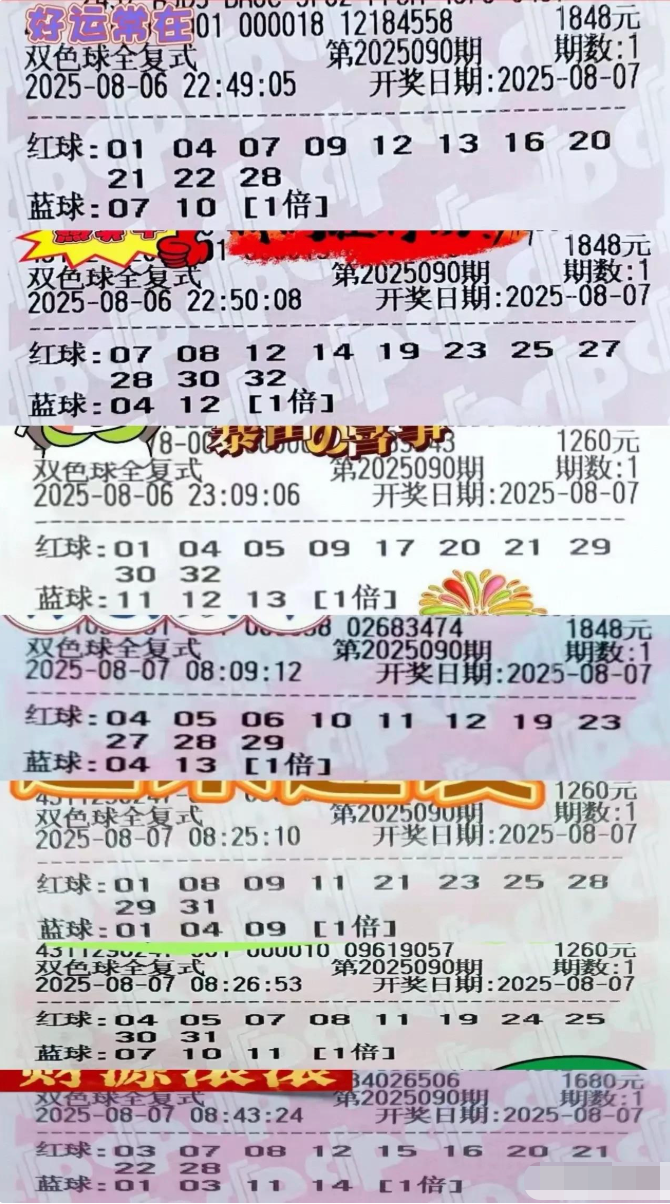 好运常在
01 000018 12184558 1848元
双色球全复式 第2025090期 期数:1
2025-08-06 22:49:05 开奖日期:2025-08-07
红球:01 04 07 09 12 13 16 20
21 22 28
蓝球:07 10 [1倍]
1848元
双色球全复式 第2025090期 期数:1
2025-08-06 22:50:08 开奖日期:2025-08-07
红球:07 08 12 14 19 23 25 27
28 30 32
蓝球:04 12 [1倍]
1260元
双色球全复式 第2025090期 期数:1
2025-08-06 23:09:06 开奖日期:2025-08-07
红球:01 04 05 09 17 20 21 29
30 32
蓝球:11 12 13 [1倍]
02683474 1848元
双色球全复式 第2025090期 期数:1
2025-08-07 08:09:12 开奖日期:2025-08-07
红球:04 05 06 10 11 12 19 23
27 28 29
蓝球:04 13 [1倍]
1260元
双色球全复式 第2025090期 期数:1
2025-08-07 08:25:10 开奖日期:2025-08-07
红球:01 08 09 11 21 23 25 28
29 31
蓝球:01 04 09 [1倍]
000010 09619057 1260元
双色球全复式 第2025090期 期数:1
2025-08-07 08:26:53 开奖日期:2025-08-07
红球:04 05 07 08 11 19 24 25
30 31
蓝球:07 10 11 [1倍]
财源滚滚 34026506 1680元
双色球全复式 第2025090期 期数:1
2025-08-07 08:43:24 开奖日期:2025-08-07
红球:03 07 08 12 15 16 20 21
22 28
蓝球:01 03 11 14 [1倍]